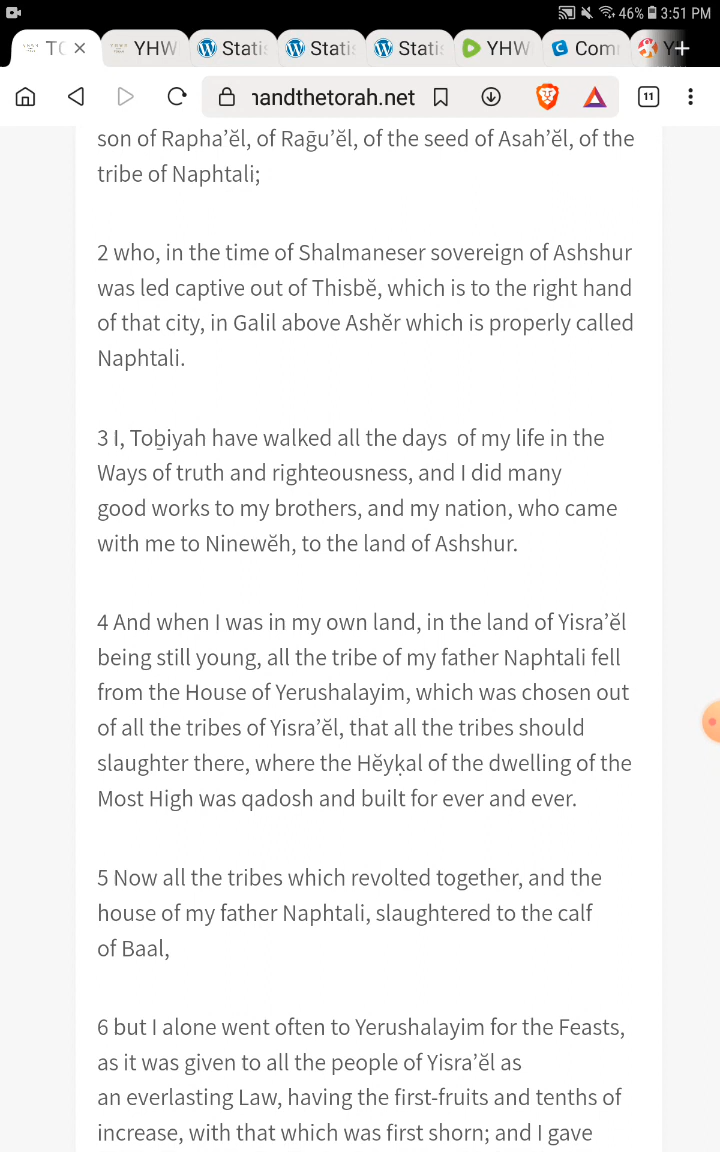 46% 3:51 PM
TO YHW Statis Statis Statis YHW Com Y
handthetorah.net 11
son of Rapha’ĕl, of Raḡu’ĕl, of the seed of Asah’ĕl, of the
tribe of Naphtali;
2 who, in the time of Shalmaneser sovereign of Ashshur
was led captive out of Thisbĕ, which is to the right hand
of that city, in Galil above Ashĕr which is properly called
Naphtali.
3 I, Toḇiyah have walked all the days  of my life in the
Ways of truth and righteousness, and I did many
good works to my brothers, and my nation, who came
with me to Ninewĕh, to the land of Ashshur.
4 And when I was in my own land, in the land of Yisra’ĕl
being still young, all the tribe of my father Naphtali fell
from the House of Yerushalayim, which was chosen out
of all the tribes of Yisra’ĕl, that all the tribes should
slaughter there, where the Hĕyḳal of the dwelling of the
Most High was qadosh and built for ever and ever.
5 Now all the tribes which revolted together, and the
house of my father Naphtali, slaughtered to the calf
of Baal,
6 but I alone went often to Yerushalayim for the Feasts,
as it was given to all the people of Yisra’ĕl as
an everlasting Law, having the first-fruits and tenths of
increase, with that which was first shorn; and I gave